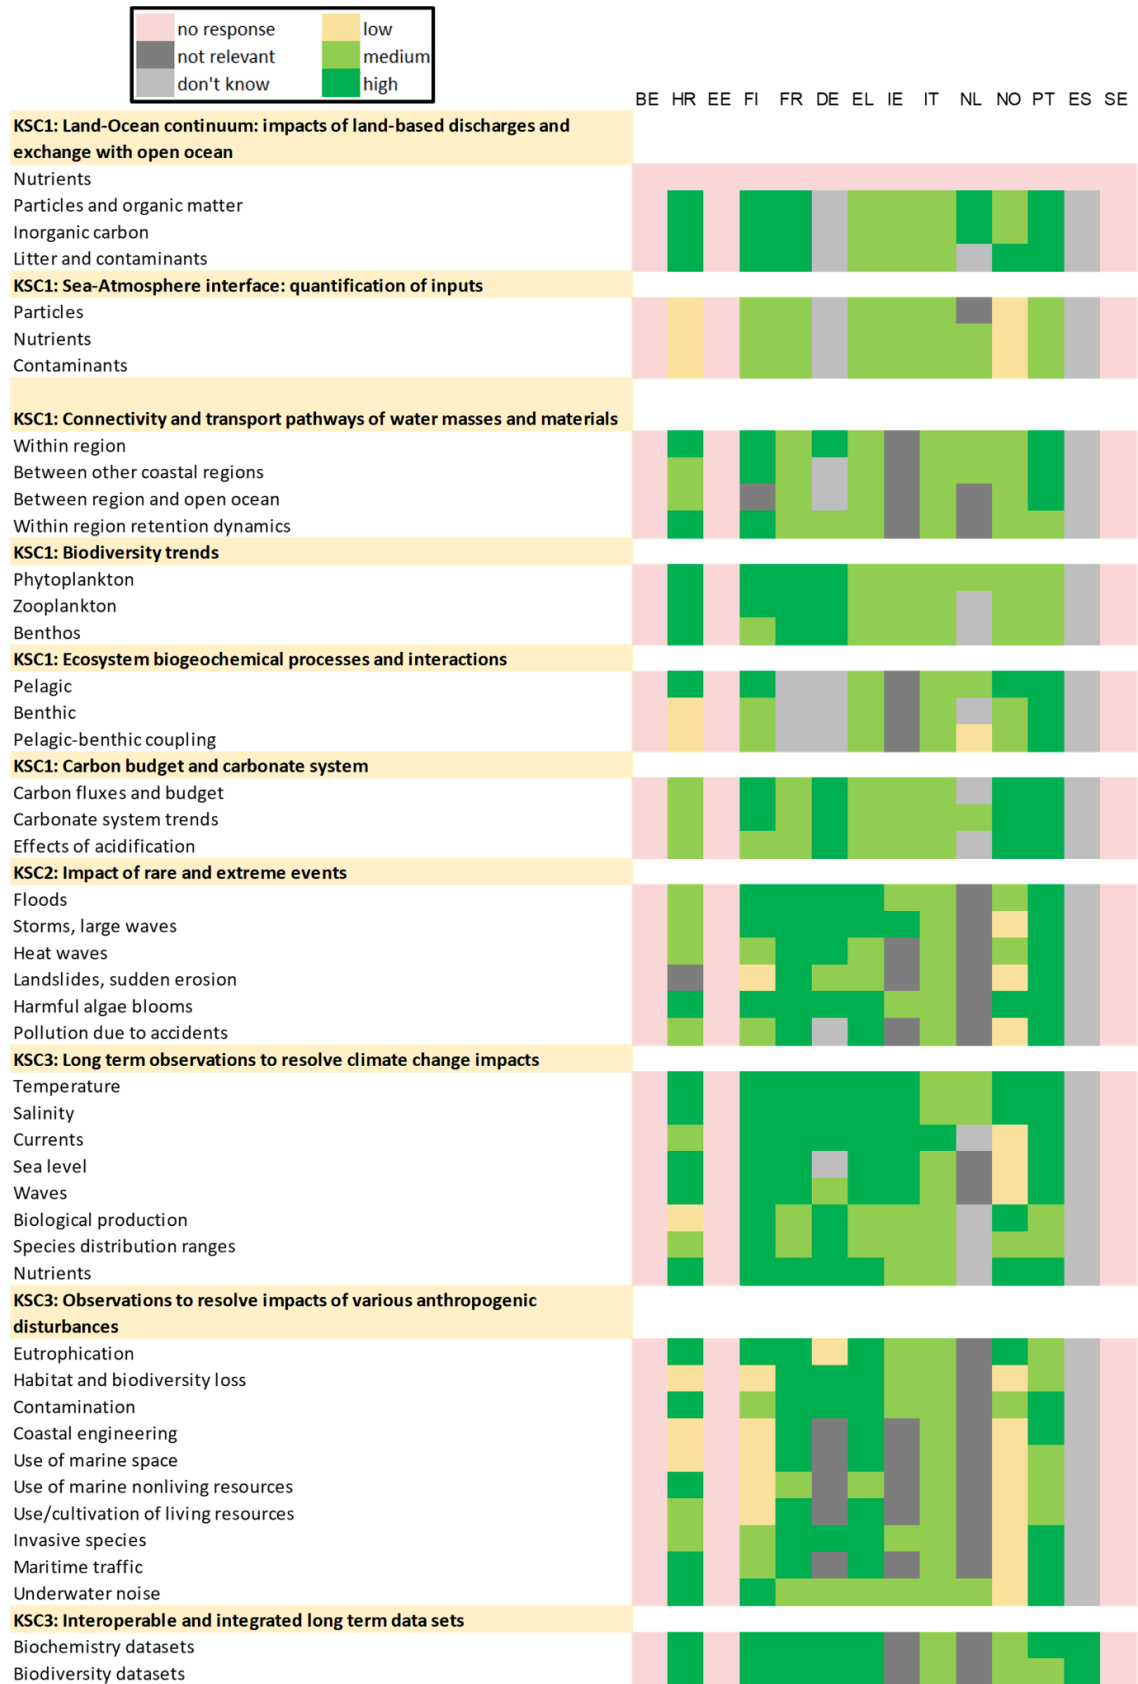 no response low
not relevant medium
don't know high
BE HR EE FI FR DE EL IE IT NL NO PT ES SE
KSC1: Land-Ocean continuum: impacts of land-based discharges and
exchange with open ocean
Nutrients
Particles and organic matter
Inorganic carbon
Litter and contaminants
KSC1: Sea-Atmosphere interface: quantification of inputs
Particles
Nutrients
Contaminants
KSC1: Connectivity and transport pathways of water masses and materials
Within region
Between other coastal regions
Between region and open ocean
Within region retention dynamics
KSC1: Biodiversity trends
Phytoplankton
Zooplankton
Benthos
KSC1: Ecosystem biogeochemical processes and interactions
Pelagic
Benthic
Pelagic-benthic coupling
KSC1: Carbon budget and carbonate system
Carbon fluxes and budget
Carbonate system trends
Effects of acidification
KSC2: Impact of rare and extreme events
Floods
Storms, large waves
Heat waves
Landslides, sudden erosion
Harmful algae blooms
Pollution due to accidents
KSC3: Long term observations to resolve climate change impacts
Temperature
Salinity
Currents
Sea level
Waves
Biological production
Species distribution ranges
Nutrients
KSC3: Observations to resolve impacts of various anthropogenic
disturbances
Eutrophication
Habitat and biodiversity loss
Contamination
Coastal engineering
Use of marine space
Use of marine nonliving resources
Use/cultivation of living resources
Invasive species
Maritime traffic
Underwater noise
KSC3: Interoperable and integrated long term data sets
Biochemistry datasets
Biodiversity datasets